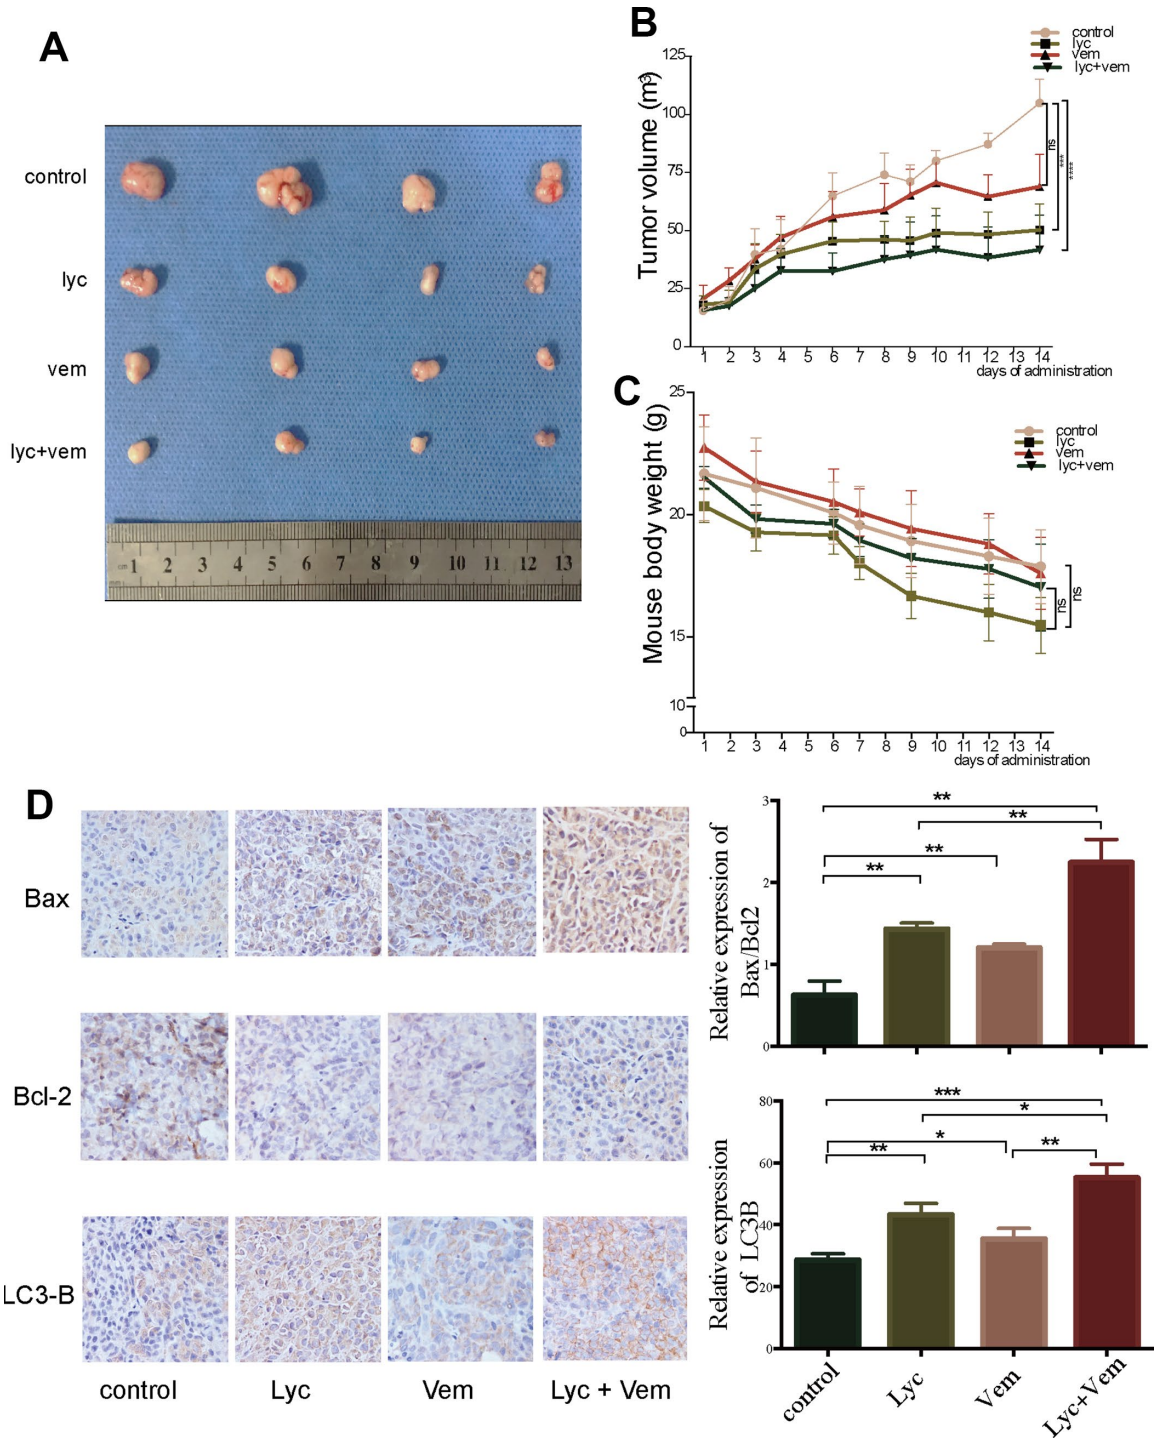 A
control
lyc
vem
lyc+vem
cm 1 2 3 4 5 6 7 8 9 10 11 12 13
B
control
lyc
vem
lyc+vem
Tumor volume (m³)
125
100
75
50
25
0
ns
***
****
1 2 3 4 5 6 7 8 9 10 11 12 13 14
days of administration
C
control
lyc
vem
lyc+vem
Mouse body weight (g)
25
20
15
10
0
ns
ns
1 2 3 4 5 6 7 8 9 10 11 12 13 14
days of administration
D
Bax
Bcl-2
LC3-B
control Lyc Vem Lyc + Vem
Relative expression of
Bax/Bcl2
3
2
1
0
**
**
**
**
Relative expression
of LC3B
80
60
40
20
0
***
*
*
**
**
control Lyc Vem Lyc+Vem